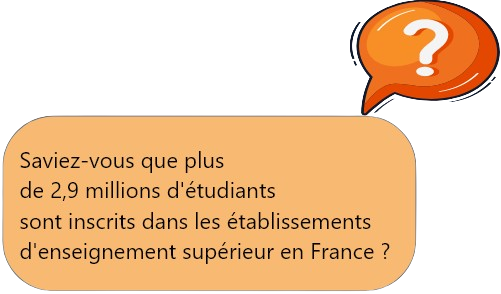 ?
Saviez-vous que plus
de 2,9 millions d'étudiants
sont inscrits dans les établissements
d'enseignement supérieur en France ?